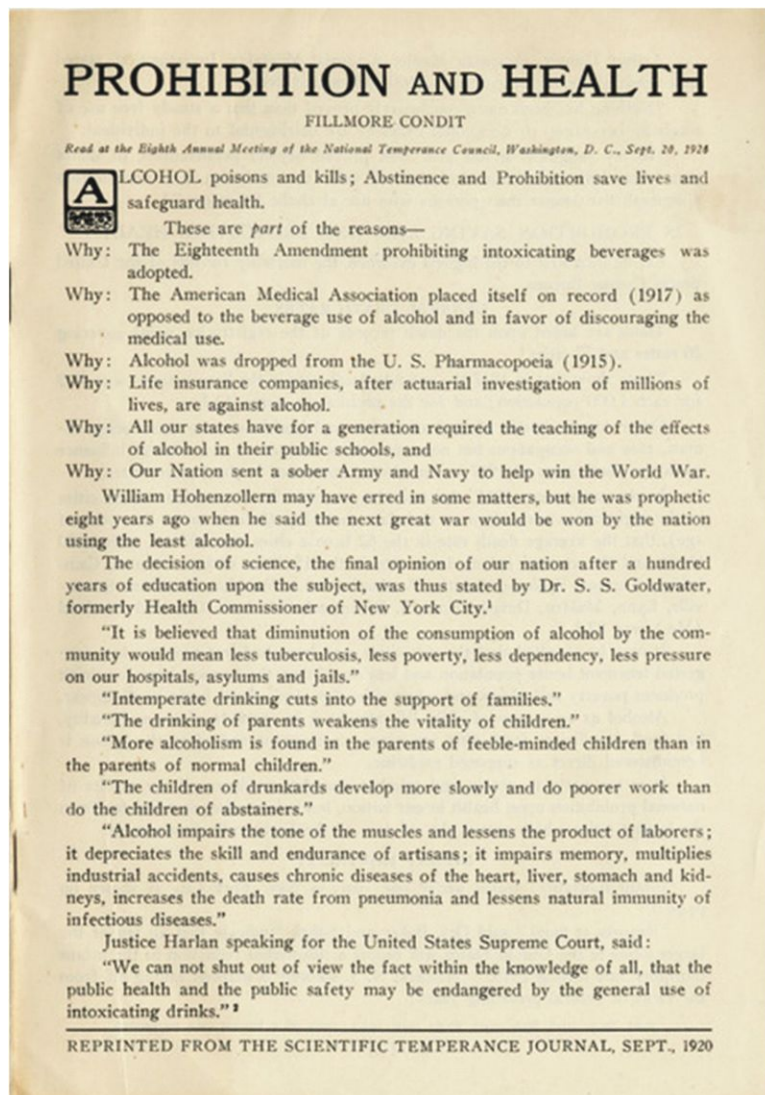 PROHIBITION AND HEALTH
FILLMORE CONDIT
Read at the Eighth Annual Meeting of the National Temperance Council, Washington, D. C., Sept. 20, 1920
ALCOHOL poisons and kills; Abstinence and Prohibition save lives and
safeguard health.
These are part of the reasons—
Why: The Eighteenth Amendment prohibiting intoxicating beverages was
adopted.
Why: The American Medical Association placed itself on record (1917) as
opposed to the beverage use of alcohol and in favor of discouraging the
medical use.
Why: Alcohol was dropped from the U. S. Pharmacopoeia (1915).
Why: Life insurance companies, after actuarial investigation of millions of
lives, are against alcohol.
Why: All our states have for a generation required the teaching of the effects
of alcohol in their public schools, and
Why: Our Nation sent a sober Army and Navy to help win the World War.
William Hohenzollern may have erred in some matters, but he was prophetic
eight years ago when he said the next great war would be won by the nation
using the least alcohol.
The decision of science, the final opinion of our nation after a hundred
years of education upon the subject, was thus stated by Dr. S. S. Goldwater,
formerly Health Commissioner of New York City.¹
"It is believed that diminution of the consumption of alcohol by the com-
munity would mean less tuberculosis, less poverty, less dependency, less pressure
on our hospitals, asylums and jails."
"Intemperate drinking cuts into the support of families."
"The drinking of parents weakens the vitality of children."
"More alcoholism is found in the parents of feeble-minded children than in
the parents of normal children."
"The children of drunkards develop more slowly and do poorer work than
do the children of abstainers."
"Alcohol impairs the tone of the muscles and lessens the product of laborers;
it depreciates the skill and endurance of artisans; it impairs memory, multiplies
industrial accidents, causes chronic diseases of the heart, liver, stomach and kid-
neys, increases the death rate from pneumonia and lessens natural immunity of
infectious diseases."
Justice Harlan speaking for the United States Supreme Court, said:
"We can not shut out of view the fact within the knowledge of all, that the
public health and the public safety may be endangered by the general use of
intoxicating drinks."²
REPRINTED FROM THE SCIENTIFIC TEMPERANCE JOURNAL, SEPT., 1920